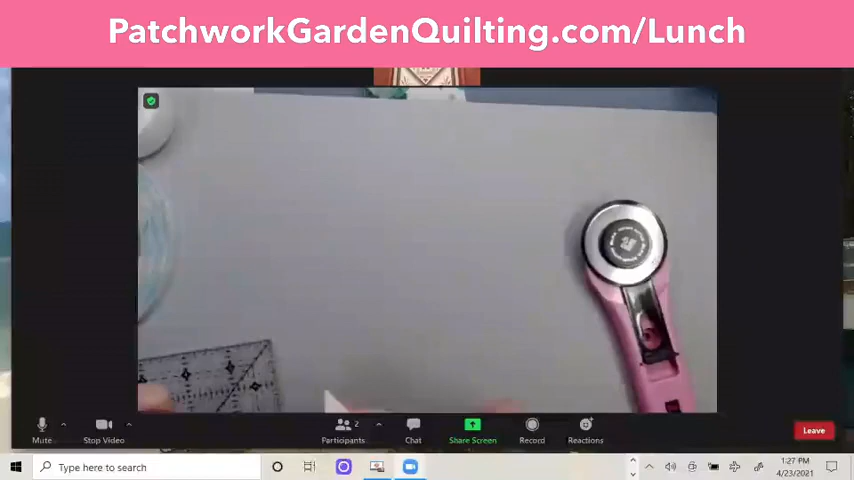 PatchworkGardenQuilting.com/Lunch
Mute
Stop Video
2
Participants
Chat
Share Screen
Record
Reactions
Leave
Type here to search
1:27 PM
4/23/2021